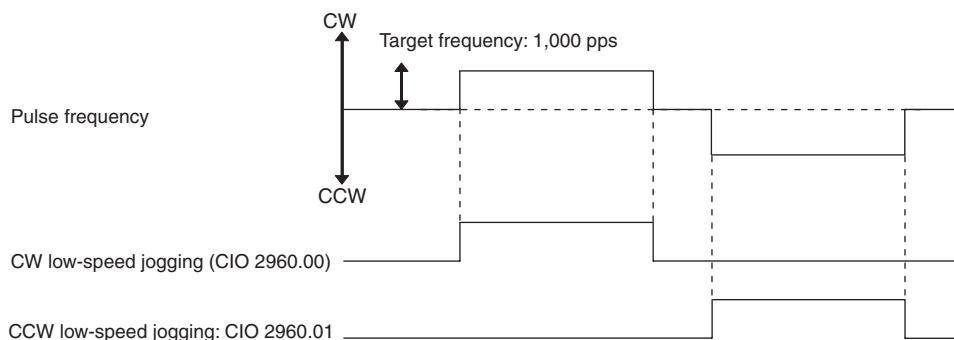 CW
Target frequency: 1,000 pps
Pulse frequency
CCW
CW low-speed jogging (CIO 2960.00)
CCW low-speed jogging: CIO 2960.01